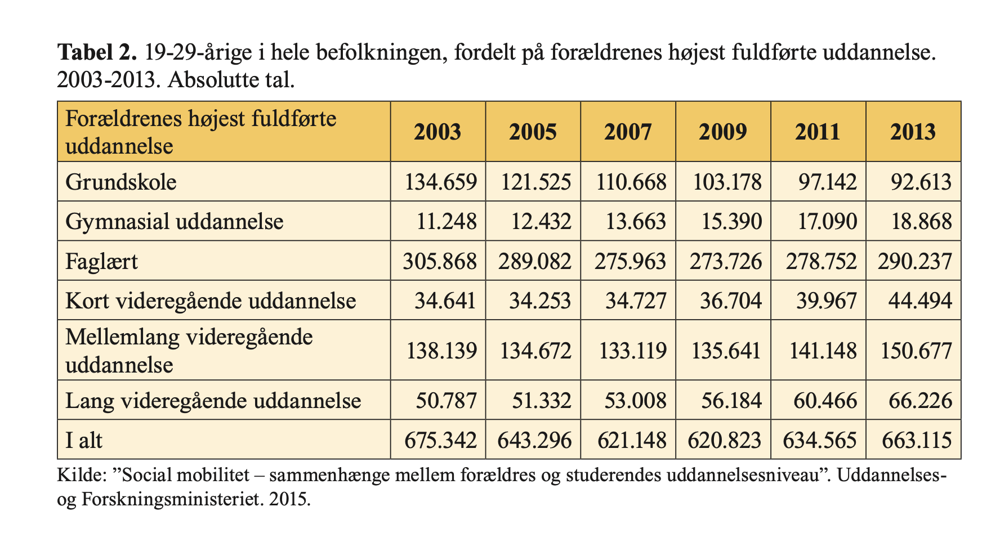 Tabel 2. 19-29-årige i hele befolkningen, fordelt på forældrenes højest fuldførte uddannelse.
2003-2013. Absolutte tal.
Forældrenes højest fuldførte
uddannelse 2003 2005 2007 2009 2011 2013
Grundskole 134.659 121.525 110.668 103.178 97.142 92.613
Gymnasial uddannelse 11.248 12.432 13.663 15.390 17.090 18.868
Faglært 305.868 289.082 275.963 273.726 278.752 290.237
Kort videregående uddannelse 34.641 34.253 34.727 36.704 39.967 44.494
Mellemlang videregående
uddannelse 138.139 134.672 133.119 135.641 141.148 150.677
Lang videregående uddannelse 50.787 51.332 53.008 56.184 60.466 66.226
I alt 675.342 643.296 621.148 620.823 634.565 663.115
Kilde: ”Social mobilitet – sammenhænge mellem forældres og studerendes uddannelsesniveau”. Uddannelses-
og Forskningsministeriet. 2015.